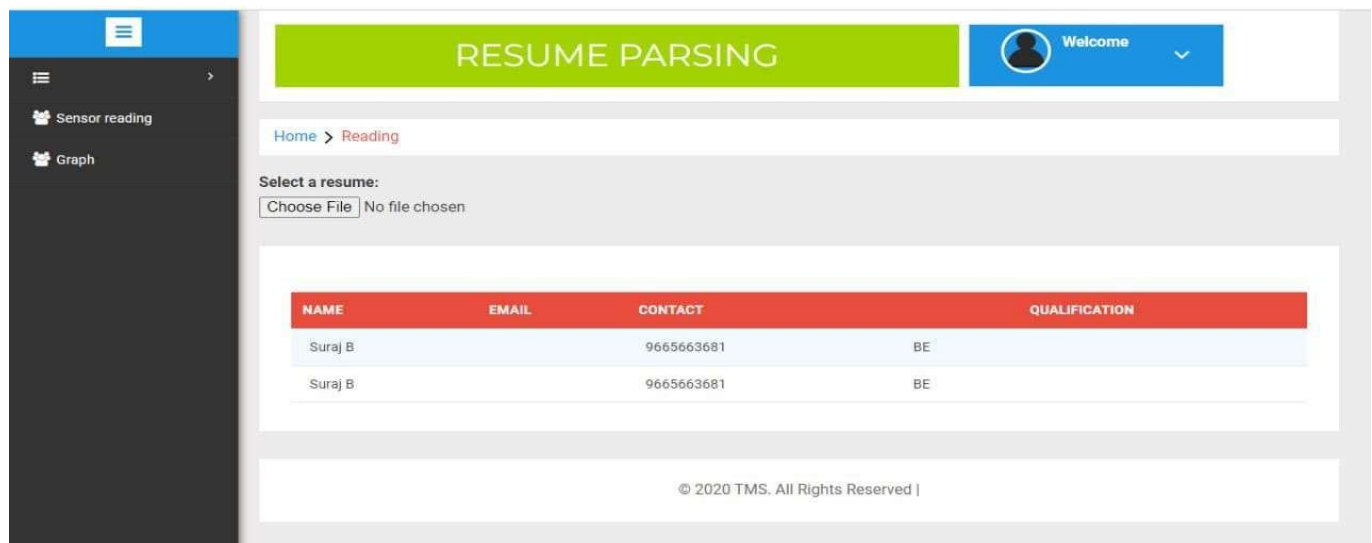 RESUME PARSING
Welcome
Sensor reading
Graph
Home > Reading
Select a resume:
Choose File No file chosen
NAME EMAIL CONTACT QUALIFICATION
Suraj B 9665663681 BE
Suraj B 9665663681 BE
© 2020 TMS. All Rights Reserved |